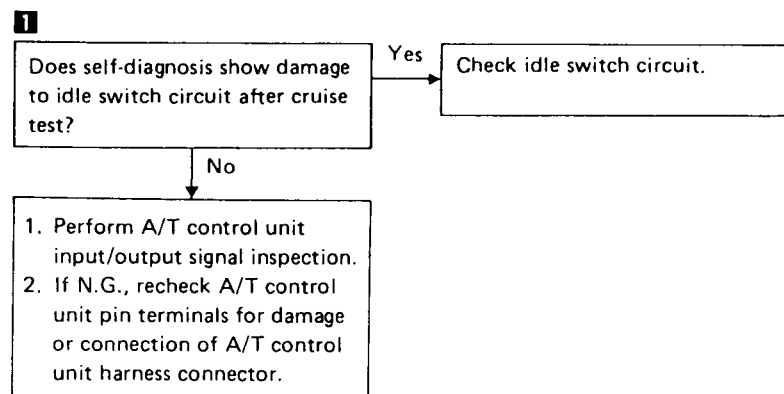 1
Does self-diagnosis show damage
to idle switch circuit after cruise
test?
Yes
Check idle switch circuit.
No
1. Perform A/T control unit
input/output signal inspection.
2. If N.G., recheck A/T control
unit pin terminals for damage
or connection of A/T control
unit harness connector.